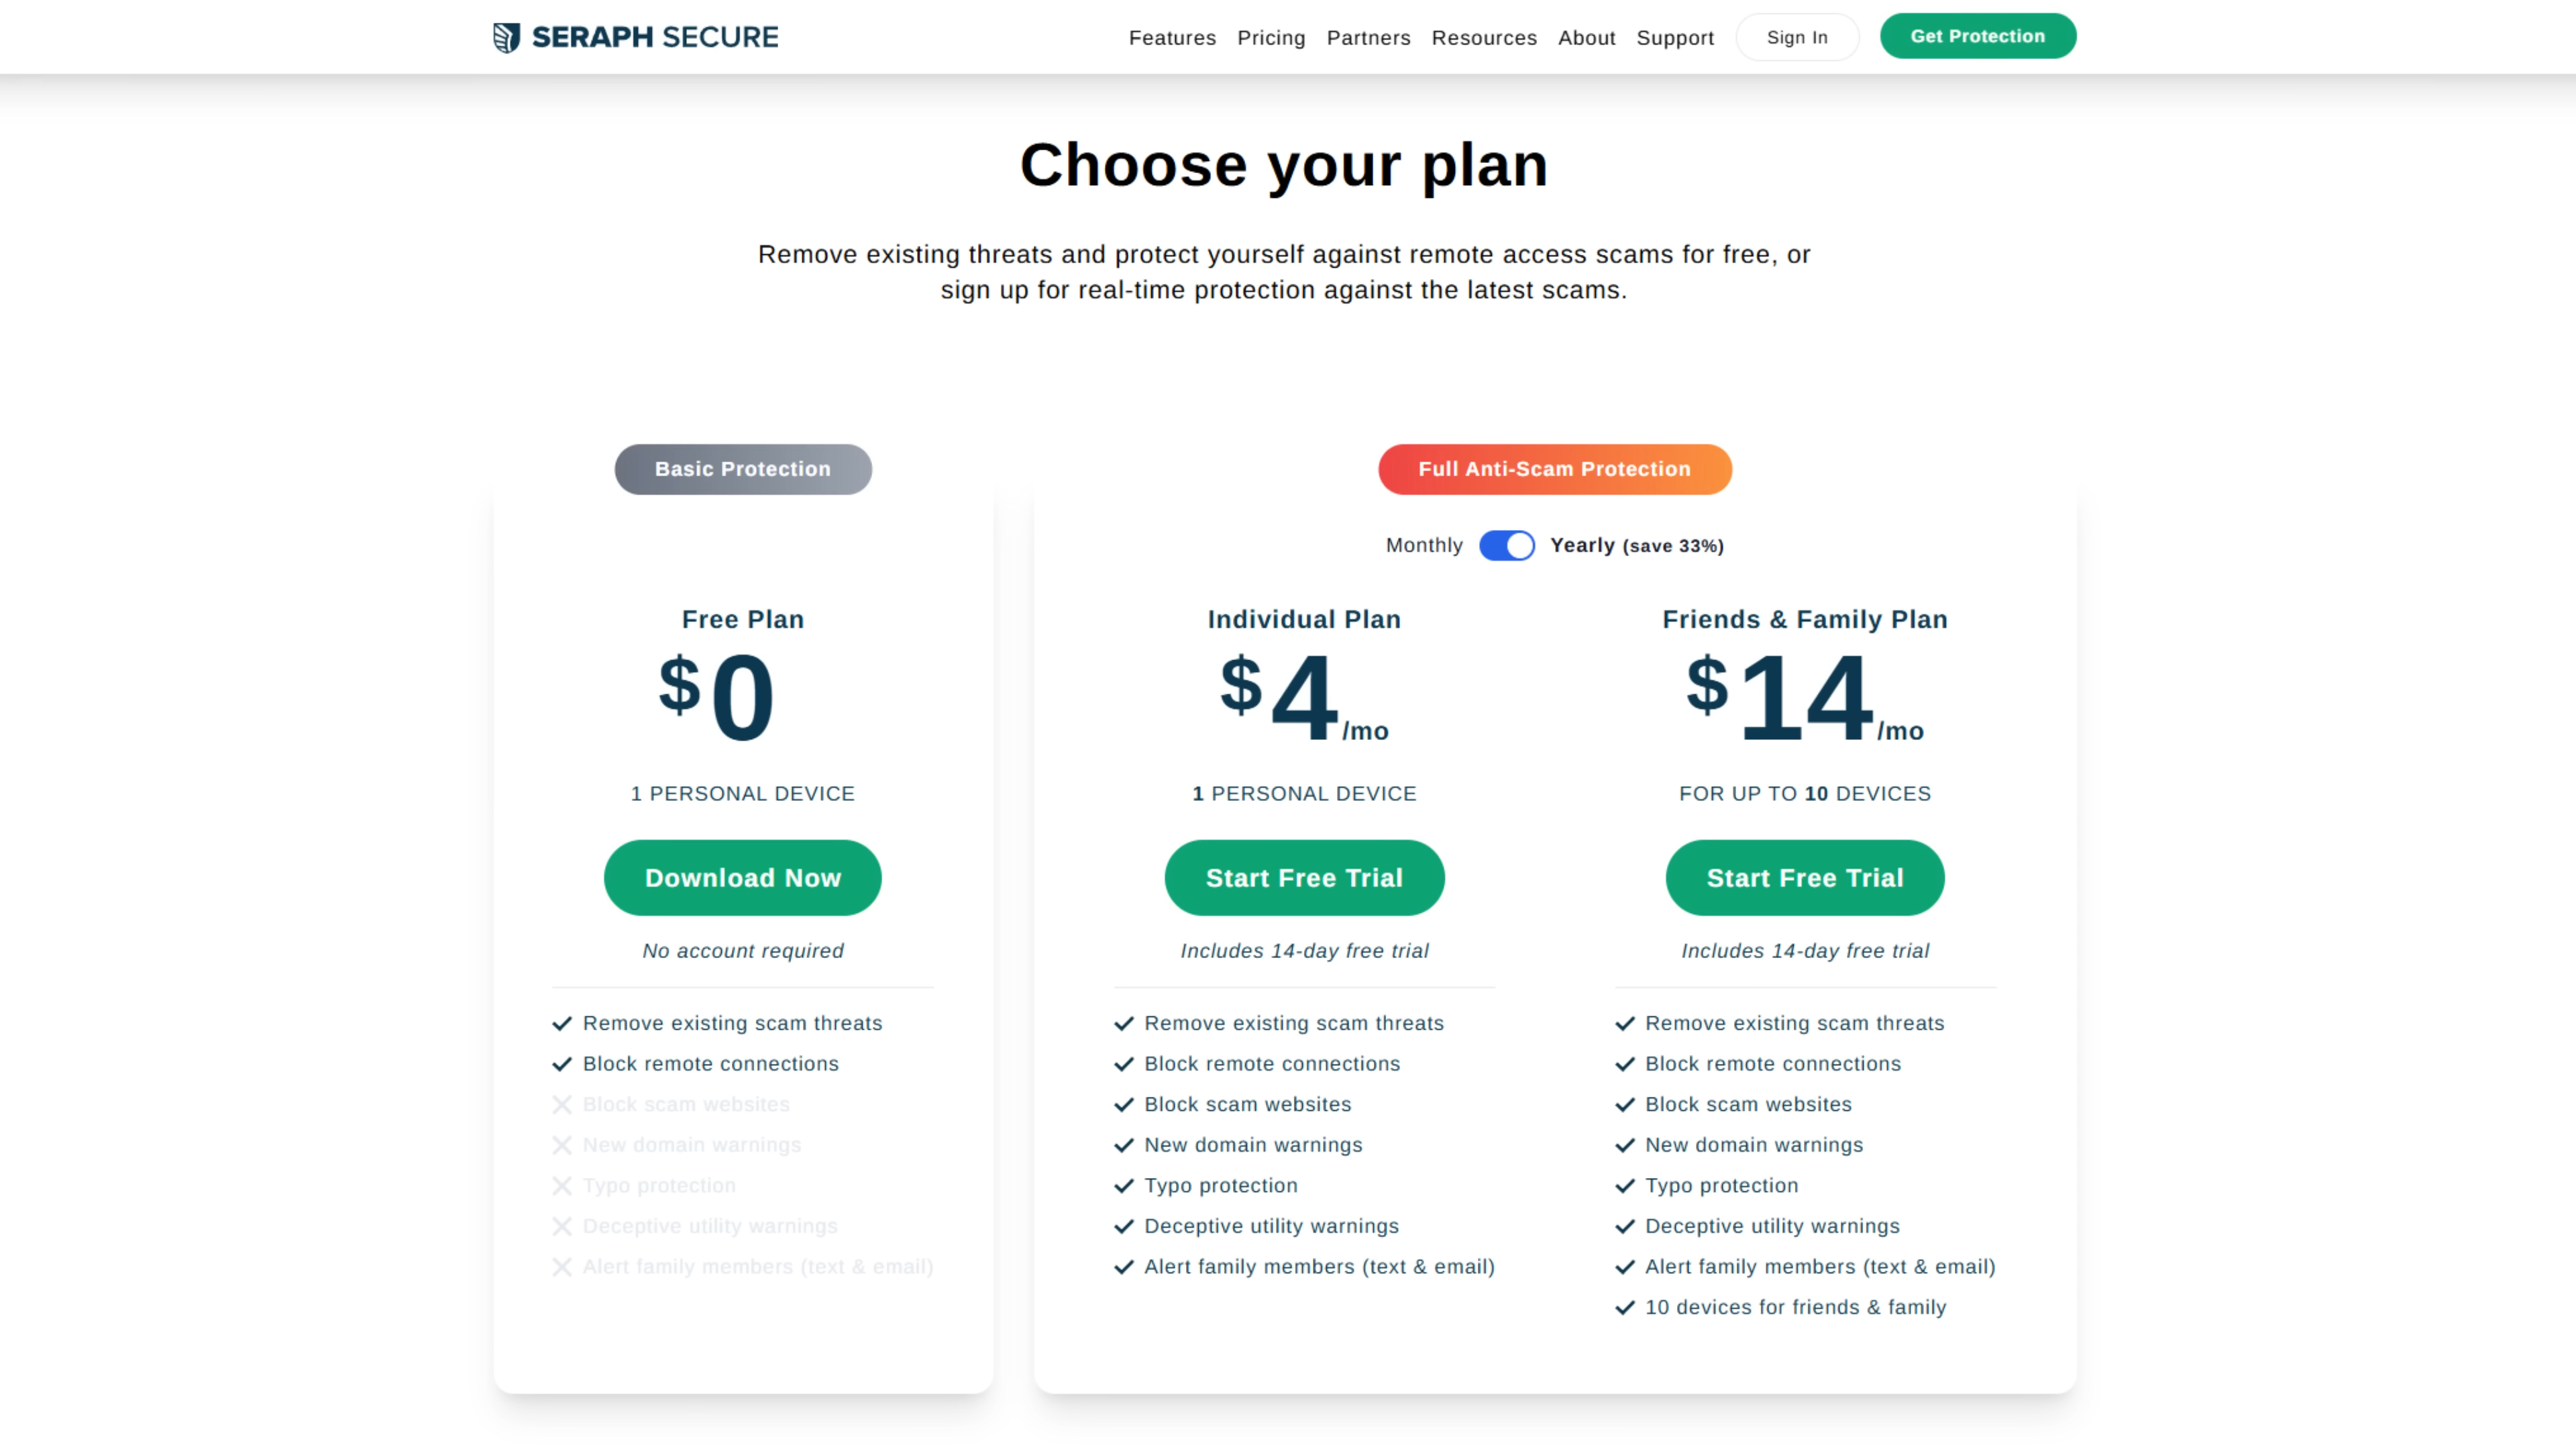 SERAPH SECURE
Features Pricing Partners Resources About Support Sign In Get Protection
Choose your plan
Remove existing threats and protect yourself against remote access scams for free, or
sign up for real-time protection against the latest scams.
Basic Protection
Free Plan
$0
1 PERSONAL DEVICE
Download Now
No account required
Remove existing scam threats
Block remote connections
Block scam websites
New domain warnings
Typo protection
Deceptive utility warnings
Alert family members (text & email)
Full Anti-Scam Protection
Monthly Yearly (save 33%)
Individual Plan
$4/mo
1 PERSONAL DEVICE
Start Free Trial
Includes 14-day free trial
Remove existing scam threats
Block remote connections
Block scam websites
New domain warnings
Typo protection
Deceptive utility warnings
Alert family members (text & email)
Friends & Family Plan
$14/mo
FOR UP TO 10 DEVICES
Start Free Trial
Includes 14-day free trial
Remove existing scam threats
Block remote connections
Block scam websites
New domain warnings
Typo protection
Deceptive utility warnings
Alert family members (text & email)
10 devices for friends & family